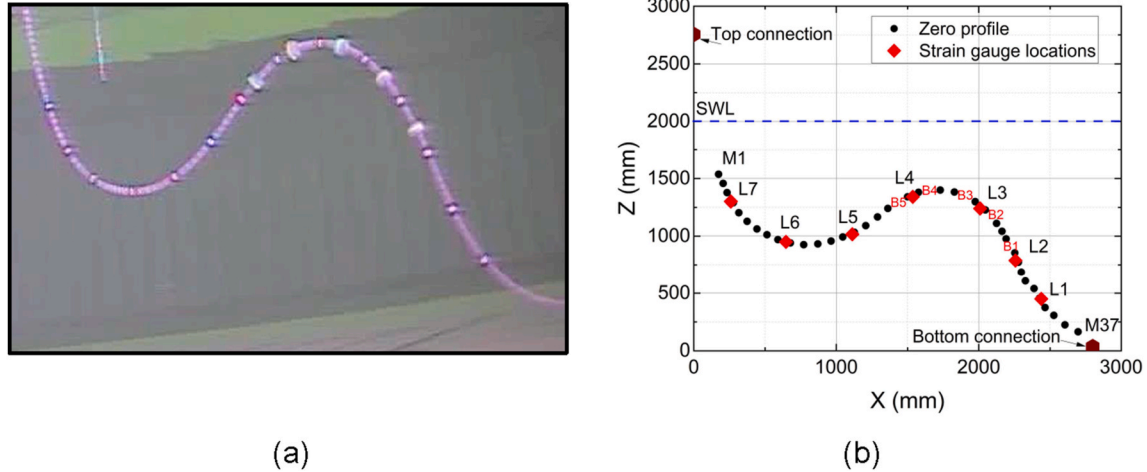 3000
2500
2000
1500
1000
500
0
Z (mm)
Top connection
Zero profile
Strain gauge locations
SWL
M1
L7
L6
L5
L4
B5
B4
B3
L3
B2
B1
L2
L1
M37
Bottom connection
0
1000
2000
3000
X (mm)
(a)
(b)